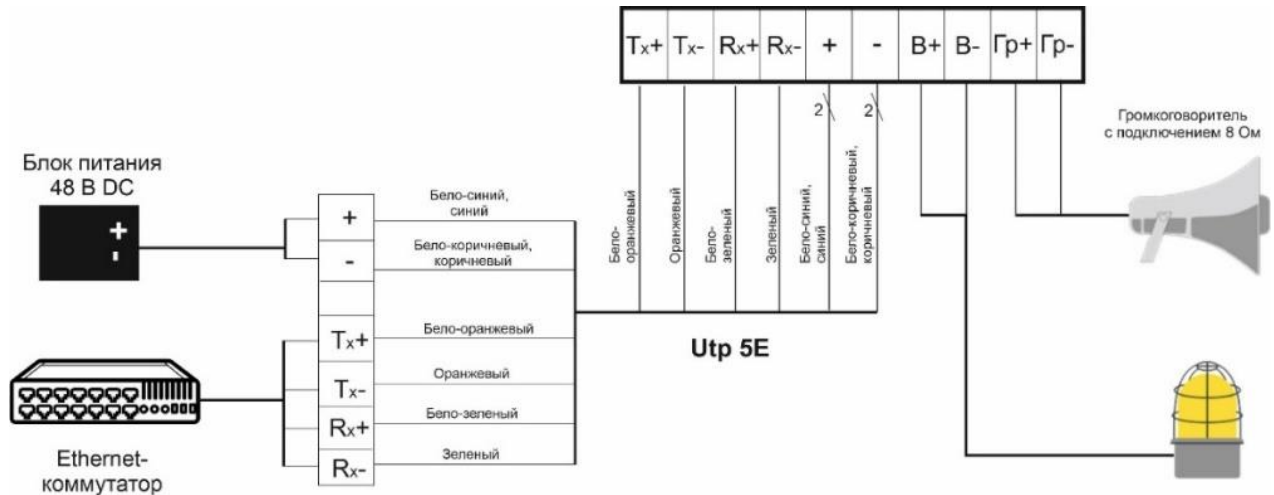 Tx+ Tx- Rx+ Rx- + - В+ В- Гр+ Гр-
2 2
Громкоговоритель
с подключением 8 Ом
Блок питания
48 В DC
+
-
+
-
Tx+
Tx-
Rx+
Rx-
Бело-синий,
синий
Бело-коричневый,
коричневый
Бело-оранжевый
Оранжевый
Бело-зеленый
Зеленый
Бело-
оранжевый
Оранжевый
Бело-
зеленый
Зеленый
Бело-синий,
синий
Бело-коричневый,
коричневый
Utp 5E
Ethernet-
коммутатор